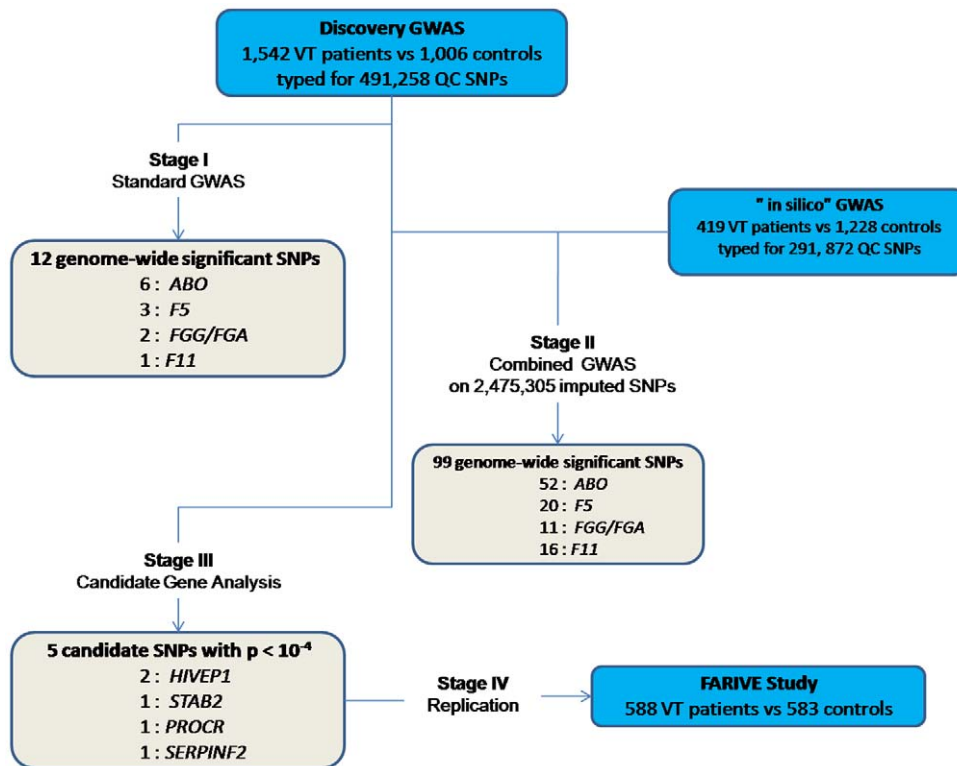 Discovery GWAS
1,542 VT patients vs 1,006 controls
typed for 491,258 QC SNPs
Stage I
Standard GWAS
" in silico" GWAS
419 VT patients vs 1,228 controls
typed for 291, 872 QC SNPs
12 genome-wide significant SNPs
6 : ABO
3 : F5
2 : FGG/FGA
1 : F11
Stage II
Combined GWAS
on 2,475,305 imputed SNPs
99 genome-wide significant SNPs
52 : ABO
20 : F5
11 : FGG/FGA
16 : F11
Stage III
Candidate Gene Analysis
5 candidate SNPs with p < 10⁻⁴
2 : HIVEP1
1 : STAB2
1 : PROCR
1 : SERPINF2
Stage IV
Replication
FARIVE Study
588 VT patients vs 583 controls